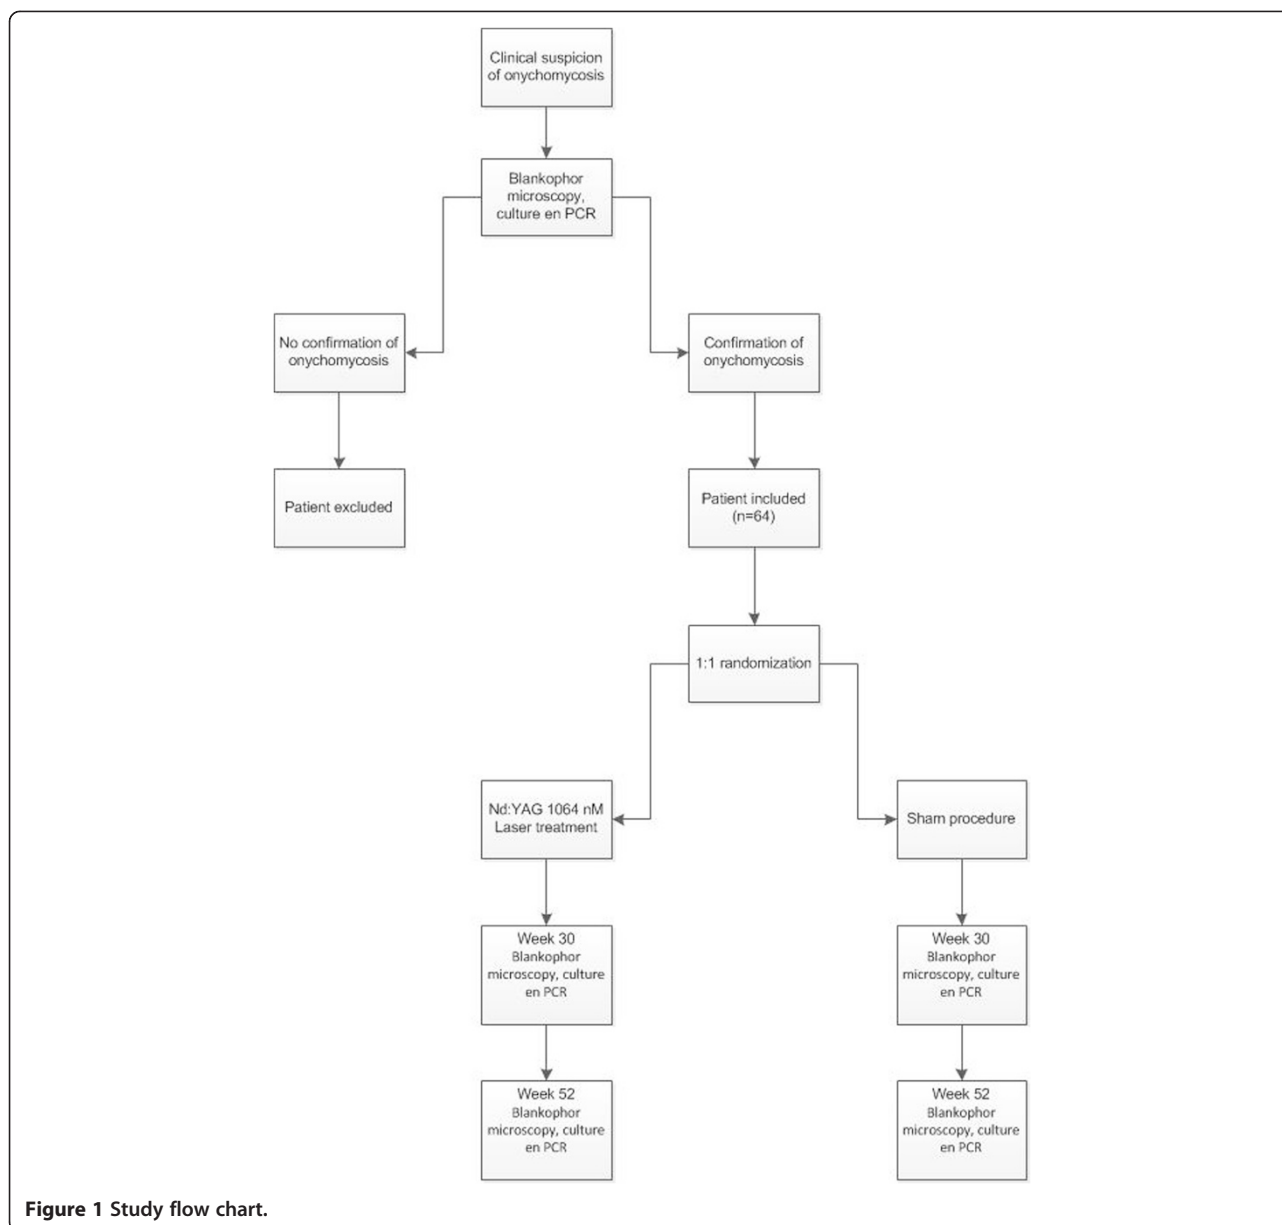 Clinical suspicion
of onychomycosis
Blankophor
microscopy,
culture en PCR
No confirmation of
onychomycosis
Confirmation of
onychomycosis
Patient excluded
Patient included
(n=64)
1:1 randomization
Nd:YAG 1064 nM
Laser treatment
Sham procedure
Week 30
Blankophor
microscopy, culture
en PCR
Week 30
Blankophor
microscopy, culture
en PCR
Week 52
Blankophor
microscopy, culture
en PCR
Week 52
Blankophor
microscopy, culture
en PCR
Figure 1 Study flow chart.